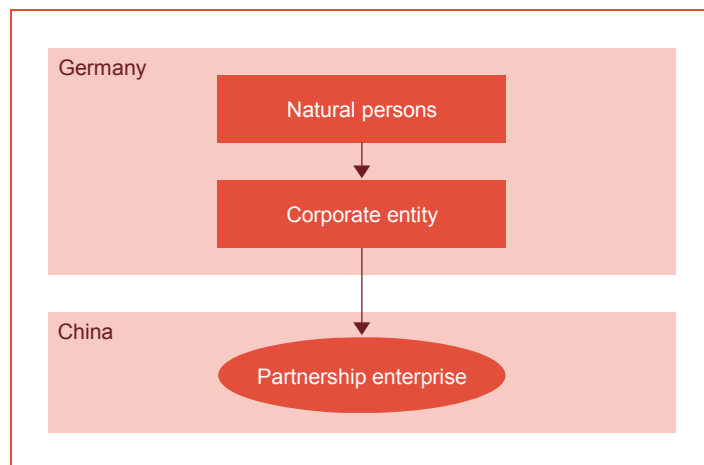 Germany
Natural persons
Corporate entity
China
Partnership enterprise